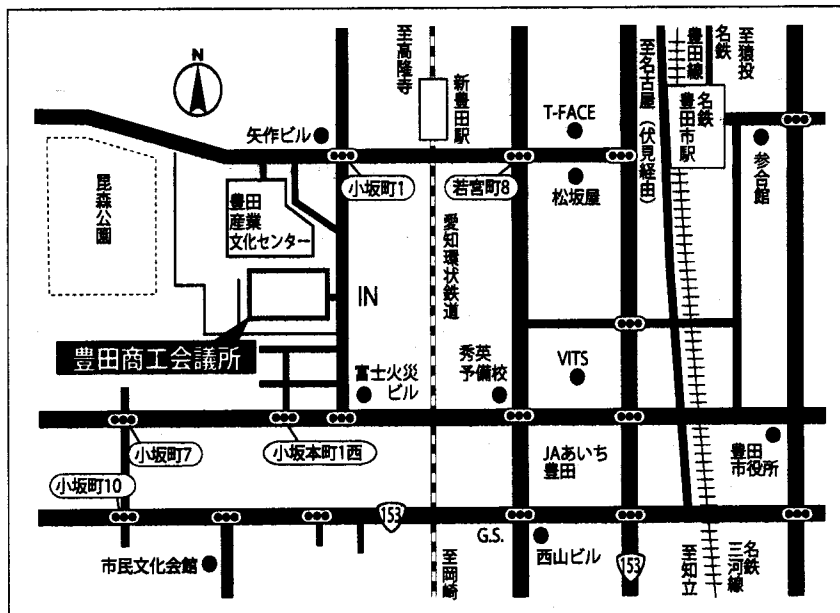 N
至高隆寺
新豊田駅
T-FACE
至名古屋(伏見経由)
豊田線
名鉄
至猿投
名鉄
豊田市駅
矢作ビル
小坂町1
若宮町8
松坂屋
参合館
昆森公園
豊田
産業
文化センター
愛知環状鉄道
IN
豊田商工会議所
富士火災
ビル
秀英
予備校
VITS
小坂町7
小坂本町1西
JAあいち
豊田
豊田
市役所
小坂町10
153
G.S.
西山ビル
153
市民文化会館
至岡崎
至知立
名鉄
三河線